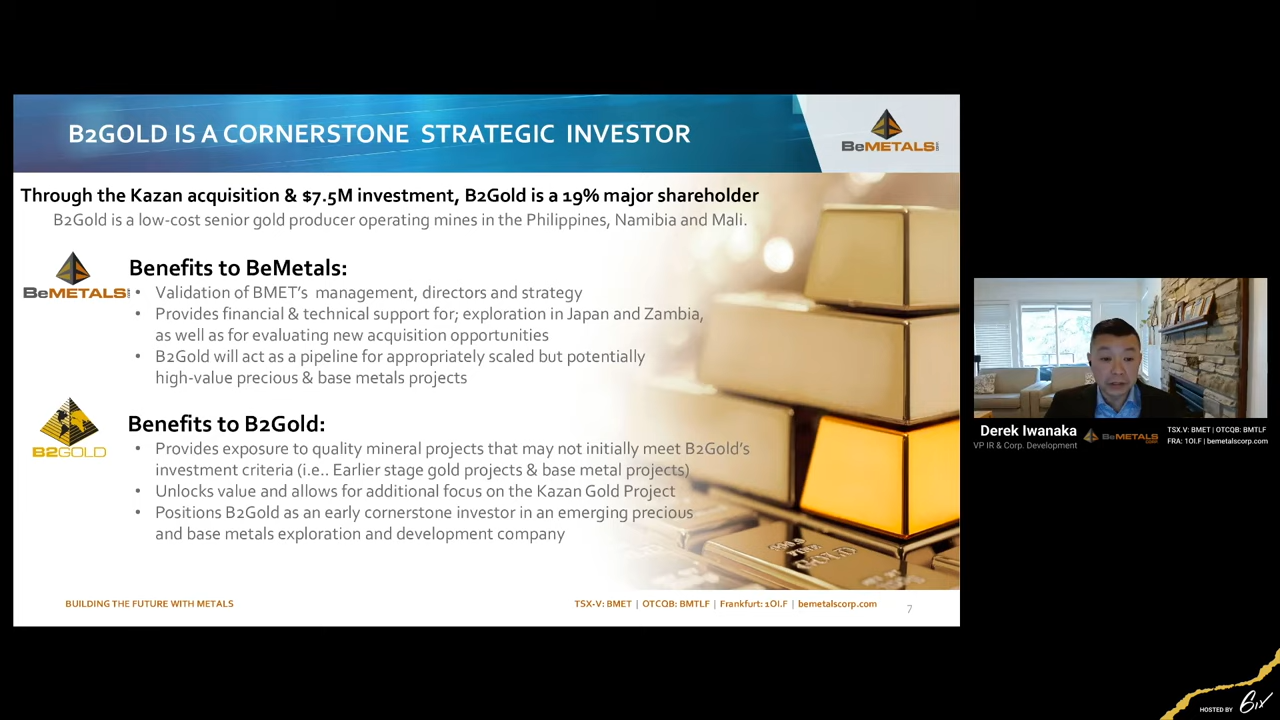 B2GOLD IS A CORNERSTONE STRATEGIC INVESTOR
BEMETALS CORP
Through the Kazan acquisition & $7.5M investment, B2Gold is a 19% major shareholder
B2Gold is a low-cost senior gold producer operating mines in the Philippines, Namibia and Mali.
BEMETALS CORP
Benefits to BeMetals:
• Validation of BMET's management, directors and strategy
• Provides financial & technical support for; exploration in Japan and Zambia,
as well as for evaluating new acquisition opportunities
• B2Gold will act as a pipeline for appropriately scaled but potentially
high-value precious & base metals projects
B2GOLD
Benefits to B2Gold:
• Provides exposure to quality mineral projects that may not initially meet B2Gold's
investment criteria (i.e.. Earlier stage gold projects & base metal projects)
• Unlocks value and allows for additional focus on the Kazan Gold Project
• Positions B2Gold as an early cornerstone investor in an emerging precious
and base metals exploration and development company
999.9
FINE
GOLD
BUILDING THE FUTURE WITH METALS
TSX-V: BMET | OTCQB: BMTLF | Frankfurt: 1OI.F | bemetalscorp.com
7
Derek Iwanaka
VP IR & Corp. Development
BEMETALS CORP
TSX.V: BMET | OTCQB: BMTLF
FRA: 1OI.F | bemetalscorp.com
HOSTED BY 6ix